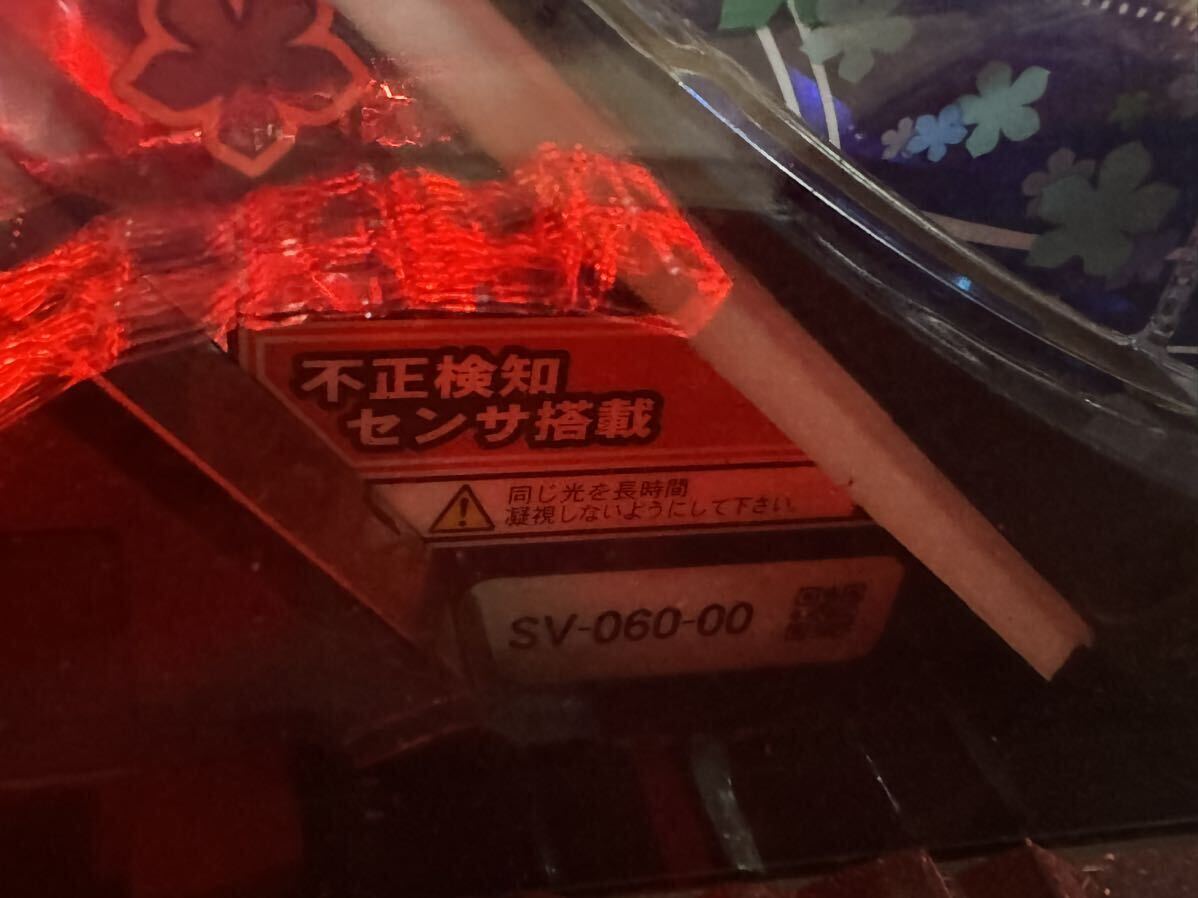 不正検知
センサ搭載
同じ光を長時間
凝視しないようにして下さい。
SV-060-00